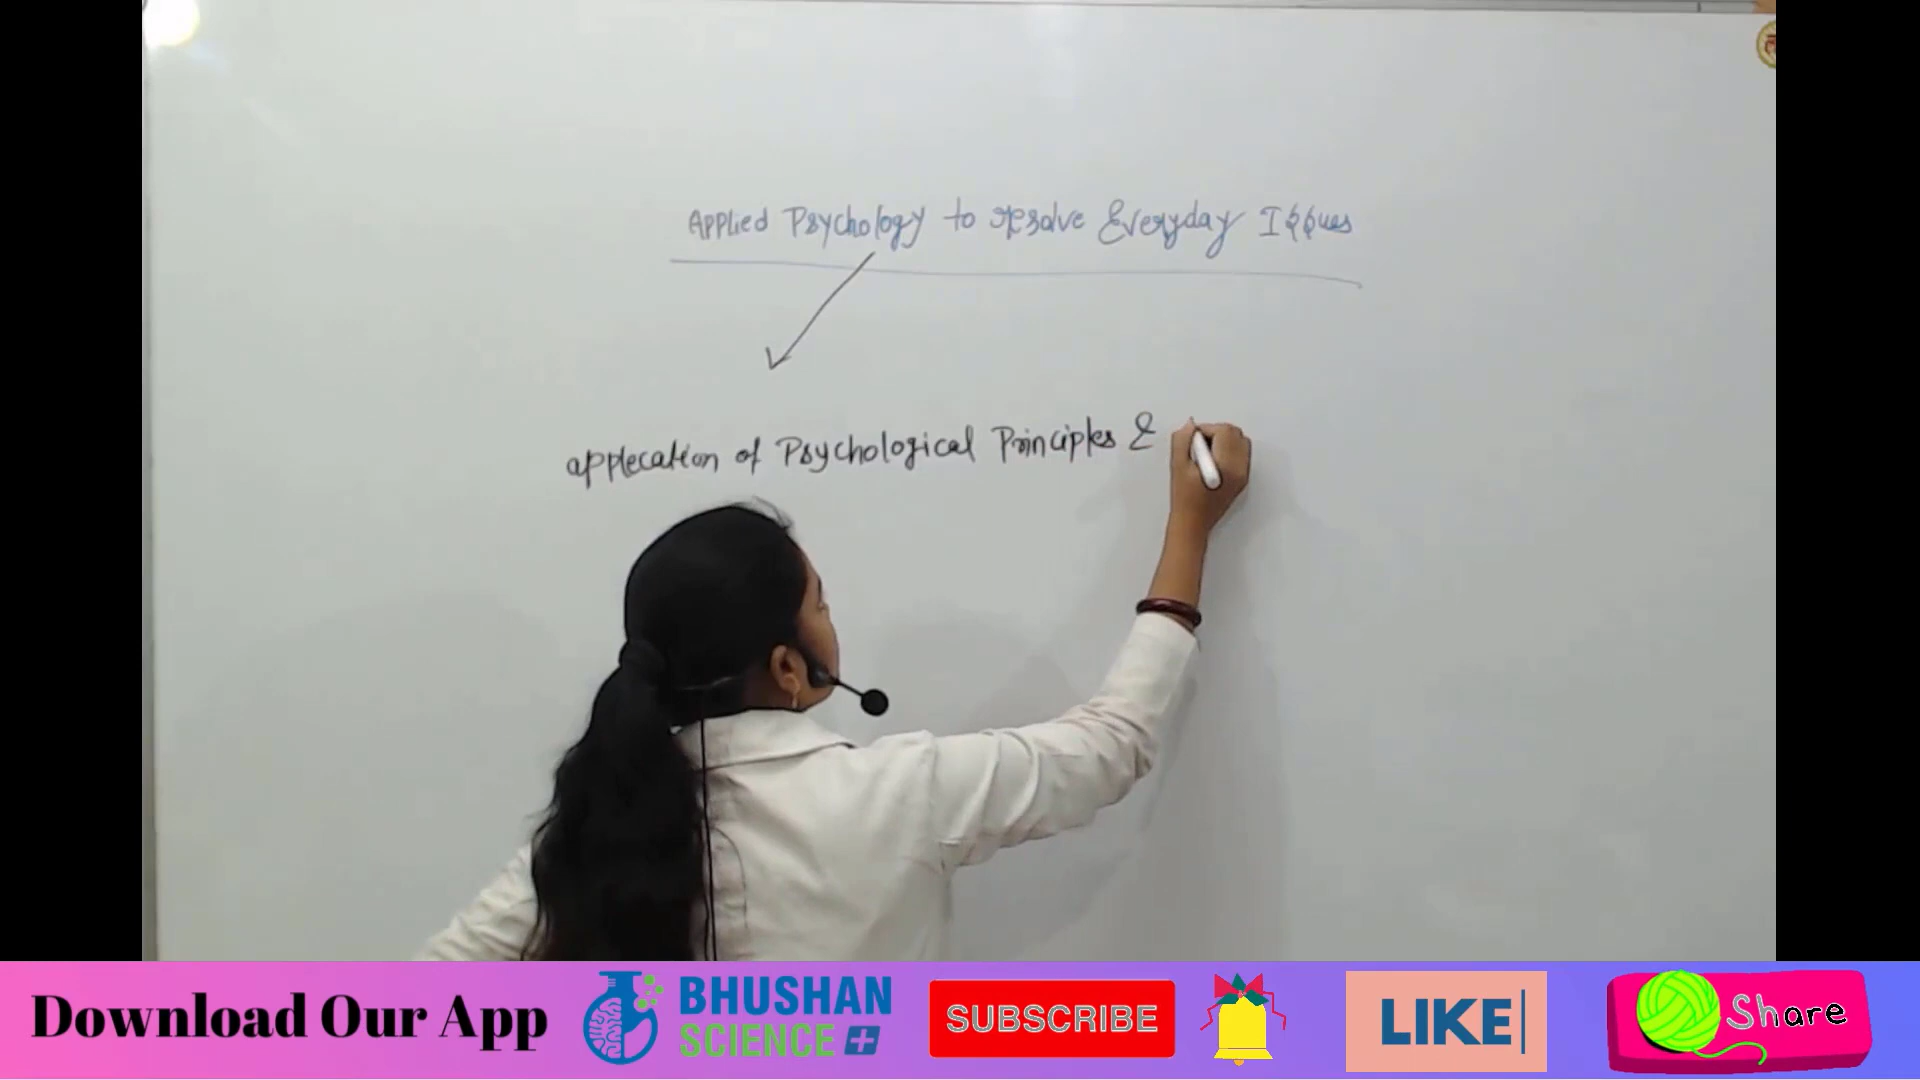 Applied Psychology to resolve Everyday Issues
applecation of Psychological Principles &
Download Our App
BHUSHAN
SCIENCE +
SUBSCRIBE
LIKE
Share